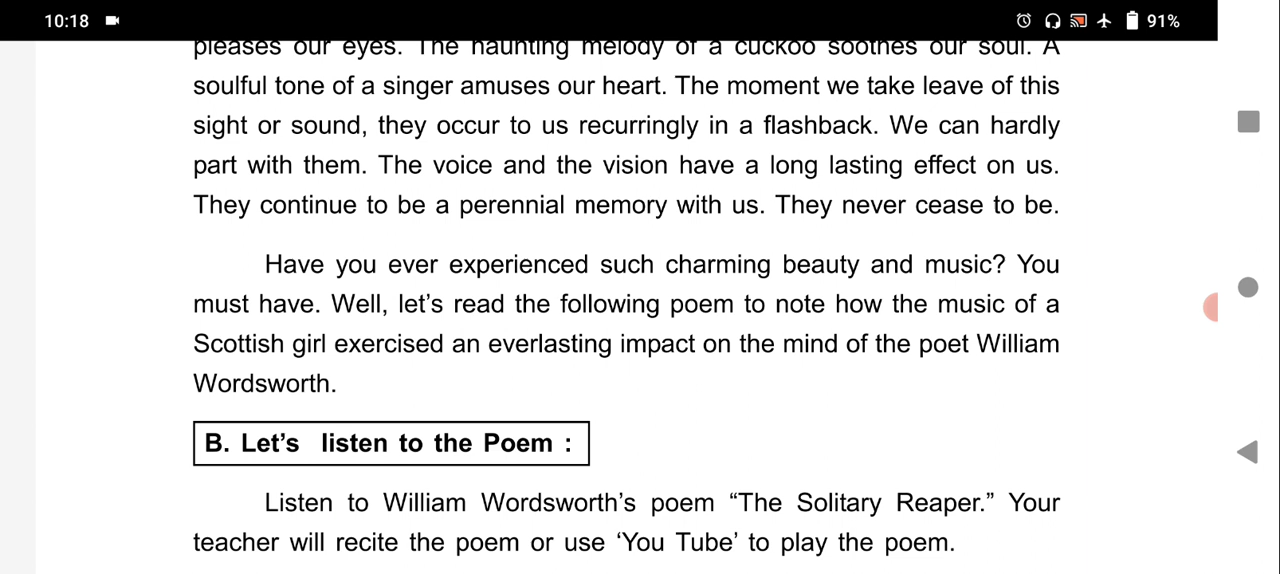 10:18
91%
pleases our eyes. The haunting melody of a cuckoo soothes our soul. A
soulful tone of a singer amuses our heart. The moment we take leave of this
sight or sound, they occur to us recurringly in a flashback. We can hardly
part with them. The voice and the vision have a long lasting effect on us.
They continue to be a perennial memory with us. They never cease to be.
Have you ever experienced such charming beauty and music? You
must have. Well, let’s read the following poem to note how the music of a
Scottish girl exercised an everlasting impact on the mind of the poet William
Wordsworth.
B. Let’s listen to the Poem :
Listen to William Wordsworth’s poem “The Solitary Reaper.” Your
teacher will recite the poem or use ‘You Tube’ to play the poem.